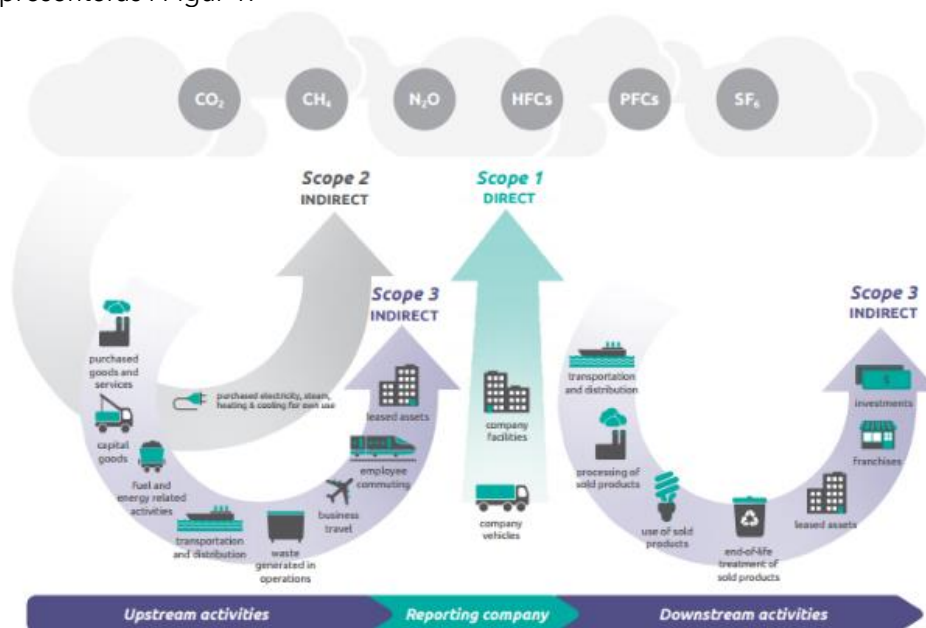 CO₂
CH₄
N₂O
HFCs
PFCs
SF₆
Scope 2
INDIRECT
Scope 1
DIRECT
Scope 3
INDIRECT
Scope 3
INDIRECT
purchased
goods and
services
capital
goods
fuel and
energy related
activities
transportation
and distribution
waste
generated in
operations
business
travel
employee
commuting
leased assets
purchased electricity, steam,
heating & cooling for own use
company
facilities
company
vehicles
transportation
and distribution
processing of
sold products
use of sold
products
end-of-life
treatment of
sold products
leased assets
franchises
investments
$
Upstream activities
Reporting company
Downstream activities